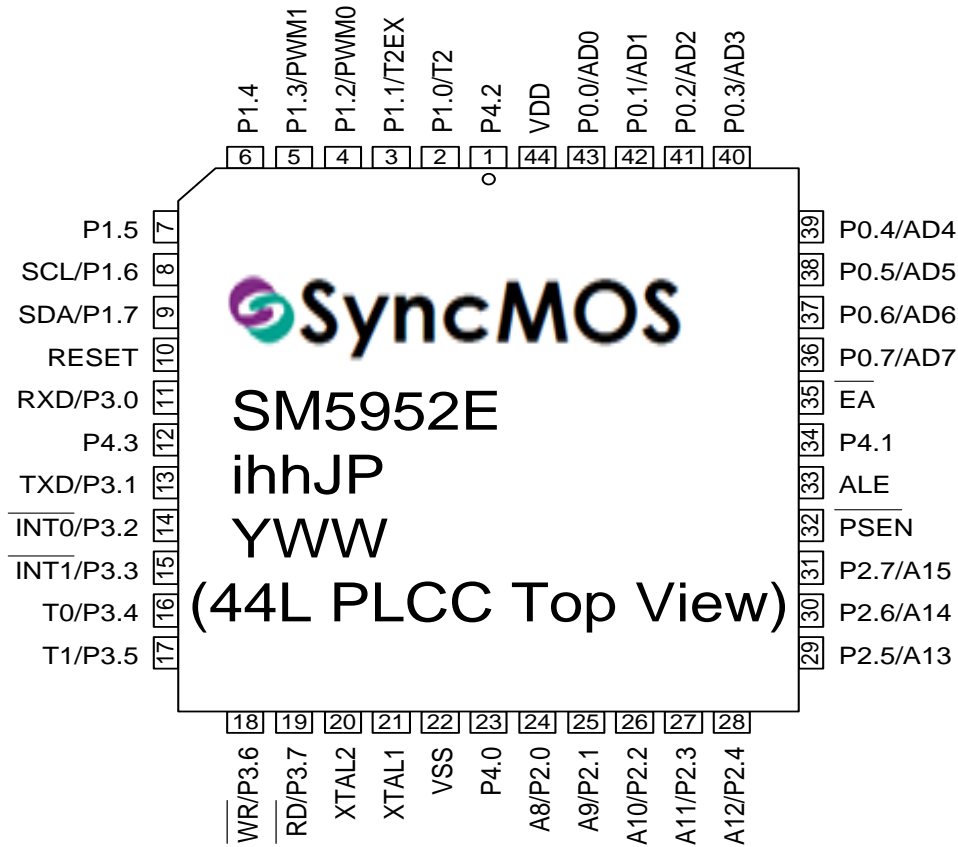 P1.4
P1.3/PWM1
P1.2/PWM0
P1.1/T2EX
P1.0/T2
P4.2
VDD
P0.0/AD0
P0.1/AD1
P0.2/AD2
P0.3/AD3
6 5 4 3 2 1 44 43 42 41 40
P1.5 7
SCL/P1.6 8
SDA/P1.7 9
RESET 10
RXD/P3.0 11
P4.3 12
TXD/P3.1 13
INT0/P3.2 14
INT1/P3.3 15
T0/P3.4 16
T1/P3.5 17
SyncMOS
SM5952E
ihhJP
YWW
(44L PLCC Top View)
39 P0.4/AD4
38 P0.5/AD5
37 P0.6/AD6
36 P0.7/AD7
35 EA
34 P4.1
33 ALE
32 PSEN
31 P2.7/A15
30 P2.6/A14
29 P2.5/A13
18 19 20 21 22 23 24 25 26 27 28
WR/P3.6
RD/P3.7
XTAL2
XTAL1
VSS
P4.0
A8/P2.0
A9/P2.1
A10/P2.2
A11/P2.3
A12/P2.4